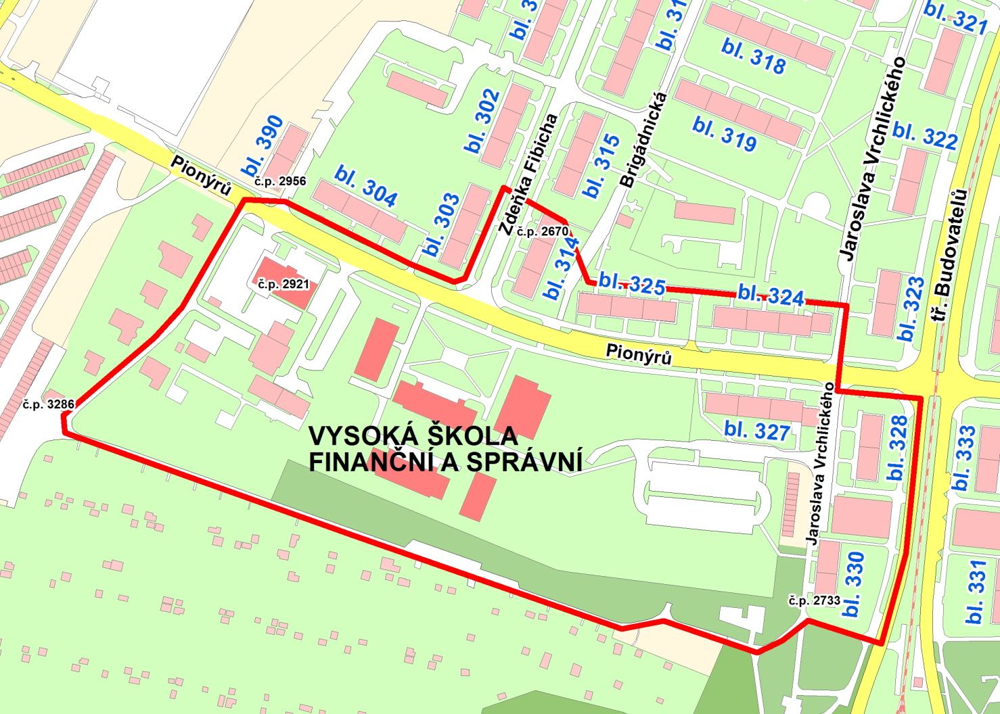 bl. 3
bl. 31
bl. 321
bl. 318
bl. 302
bl. 319
bl. 322
bl. 390
bl. 315
Brigádnická
Zdeňka Fibicha
Jaroslava Vrchlického
Pionýrů
č.p. 2956
bl. 304
bl. 303
č.p. 2670
bl. 314
tř. Budovatelů
č.p. 2921
bl. 325
bl. 324
bl. 323
Pionýrů
č.p. 3286
VYSOKÁ ŠKOLA
FINANČNÍ A SPRÁVNÍ
bl. 327
Jaroslava Vrchlického
bl. 328
bl. 333
bl. 330
bl. 331
č.p. 2733